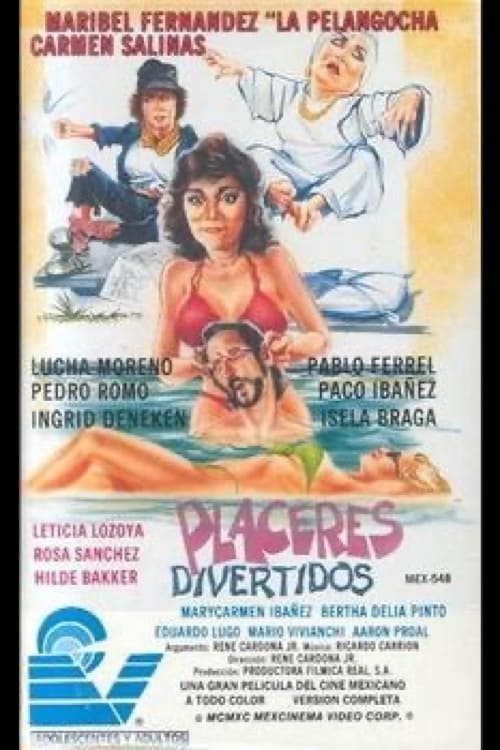 MARIBEL FERNANDEZ "LA PELANGOCHA
CARMEN SALINAS
LUCHA MORENO
PEDRO ROMO
INGRID DENEKEN
PABLO FERREL
PACO IBAÑEZ
ISELA BRAGA
LETICIA LOZOYA
ROSA SANCHEZ
HILDE BAKKER
PLACERES
DIVERTIDOS
MEX-548
MARYCARMEN IBAÑEZ BERTHA DELIA PINTO
EDUARDO LUGO MARIO VIVIANCHI AARON PROAL
Argumento: RENE CARDONA JR. Música: RICARDO CARRION
Dirección: RENE CARDONA JR.
Producción: PRODUCTORA FILMICA REAL, S.A.
UNA GRAN PELICULA DEL CINE MEXICANO
A TODO COLOR VERSION COMPLETA
© MCMXC MEXCINEMA VIDEO CORP. ®
®
ADOLESCENTES Y ADULTOS